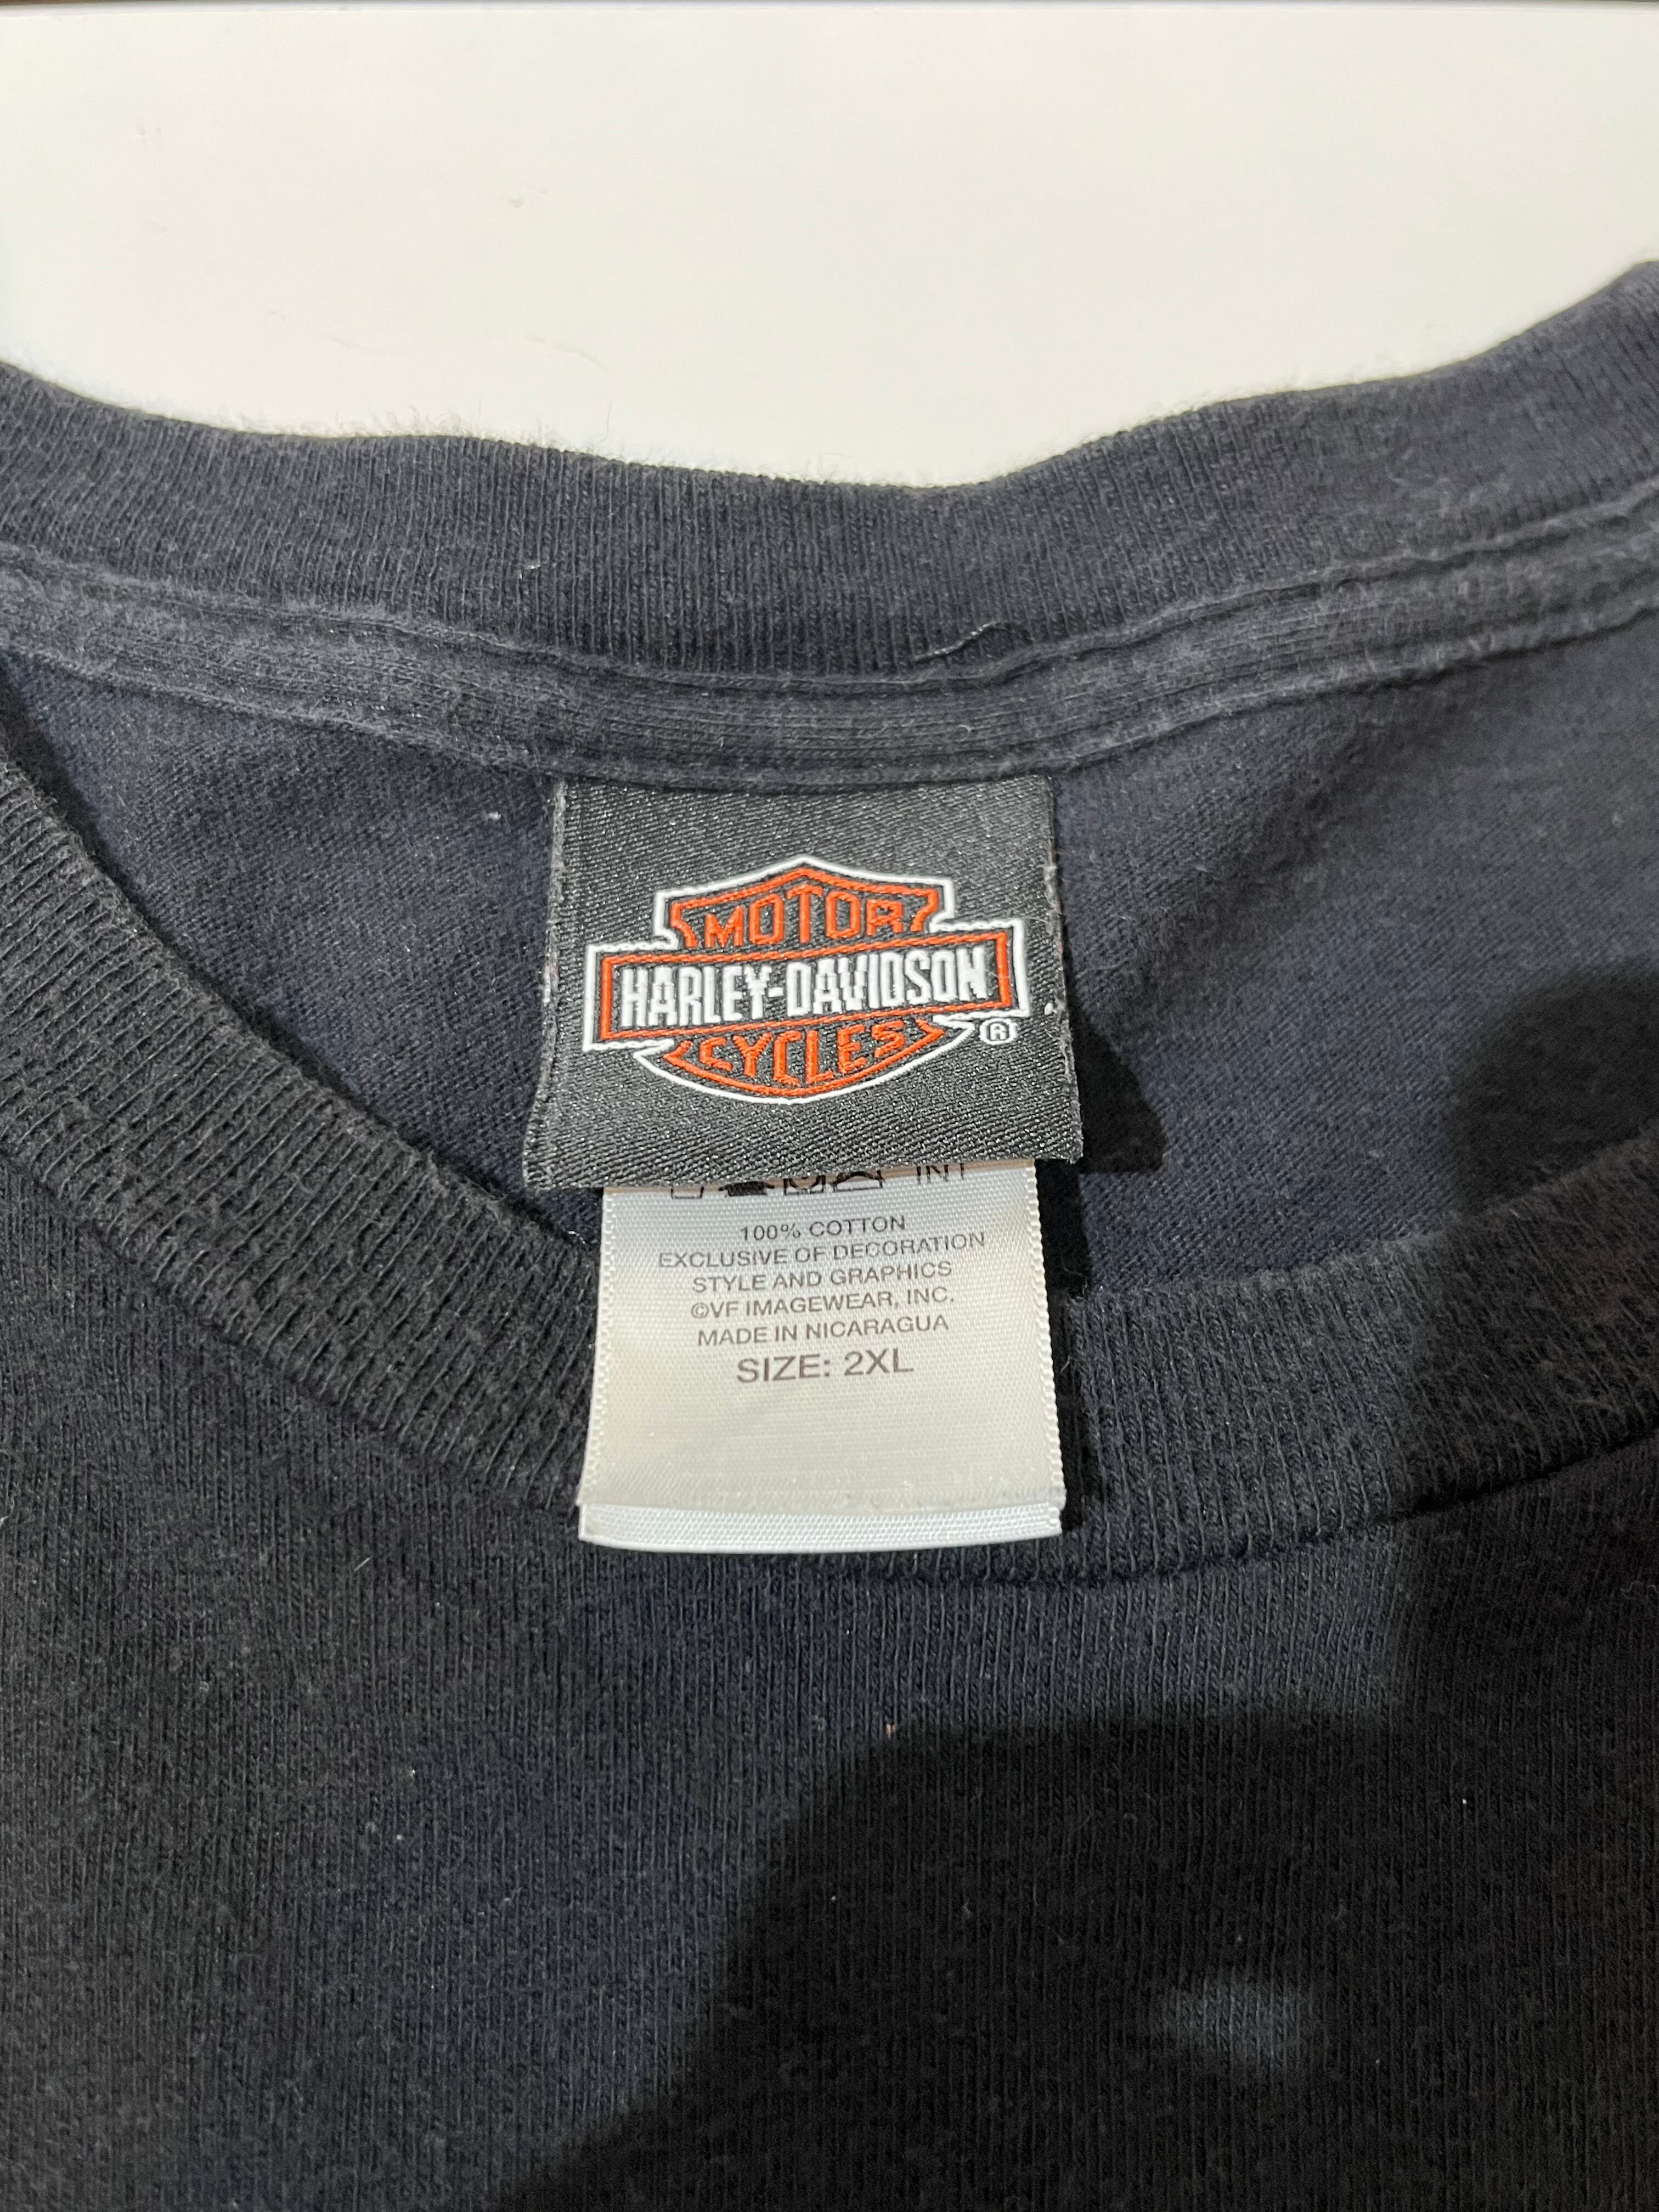 MOTOR
HARLEY-DAVIDSON
CYCLES ®
INT
100% COTTON
EXCLUSIVE OF DECORATION
STYLE AND GRAPHICS
©VF IMAGEWEAR, INC.
MADE IN NICARAGUA
SIZE: 2XL